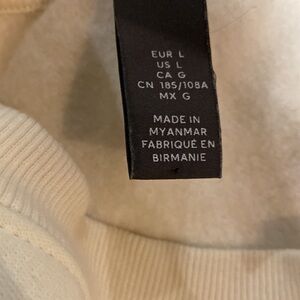 EUR L
US L
CA G
CN 185/108A
MX G
MADE IN
MYANMAR
FABRIQUÉ EN
BIRMANIE